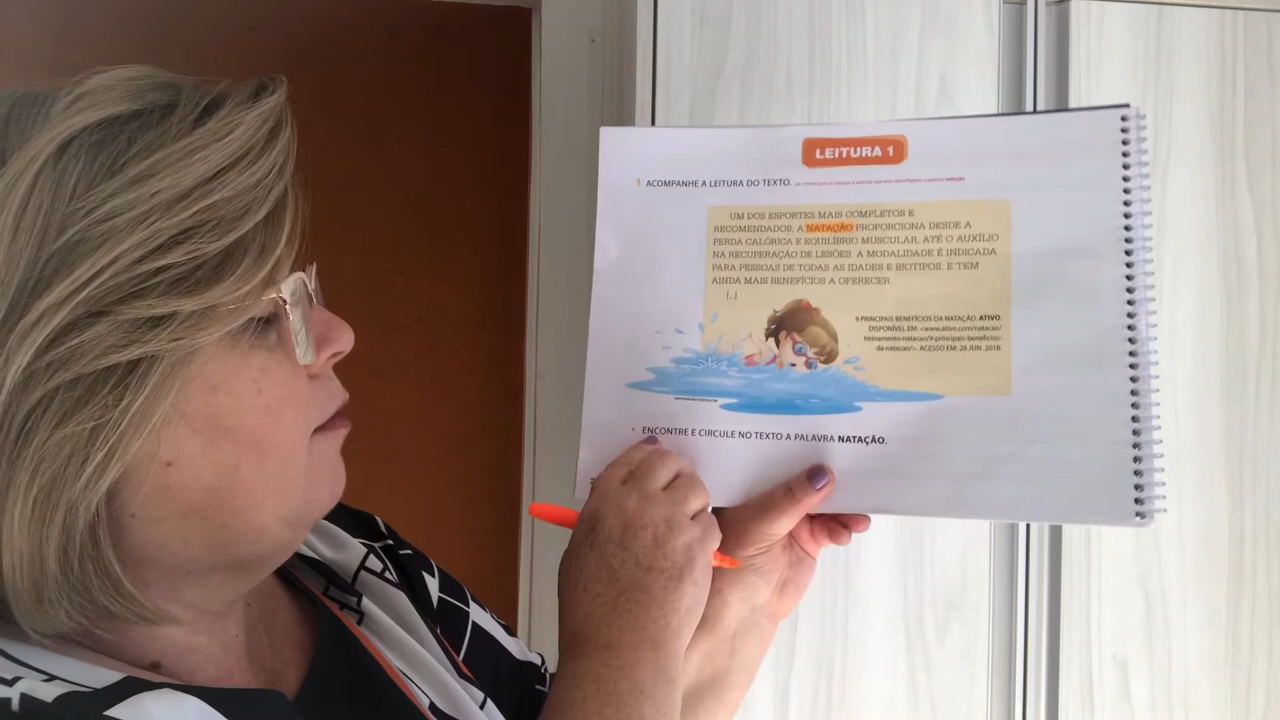 LEITURA 1
1 ACOMPANHE A LEITURA DO TEXTO.
UM DOS ESPORTES MAIS COMPLETOS E
RECOMENDADOS, A NATAÇÃO PROPORCIONA DESDE A
PERDA CALÓRICA E EQUILÍBRIO MUSCULAR, ATÉ O AUXÍLIO
NA RECUPERAÇÃO DE LESÕES. A MODALIDADE É INDICADA
PARA PESSOAS DE TODAS AS IDADES E BIOTIPOS, E TEM
AINDA MAIS BENEFÍCIOS A OFERECER.
[...]
9 PRINCIPAIS BENEFÍCIOS DA NATAÇÃO. ATIVO.
DISPONÍVEL EM: <www.ativo.com/natacao/
treinamento-natacao/9-principais-beneficios-
da-natacao/>. ACESSO EM: 28 JUN. 2018.
• ENCONTRE E CIRCULE NO TEXTO A PALAVRA NATAÇÃO.